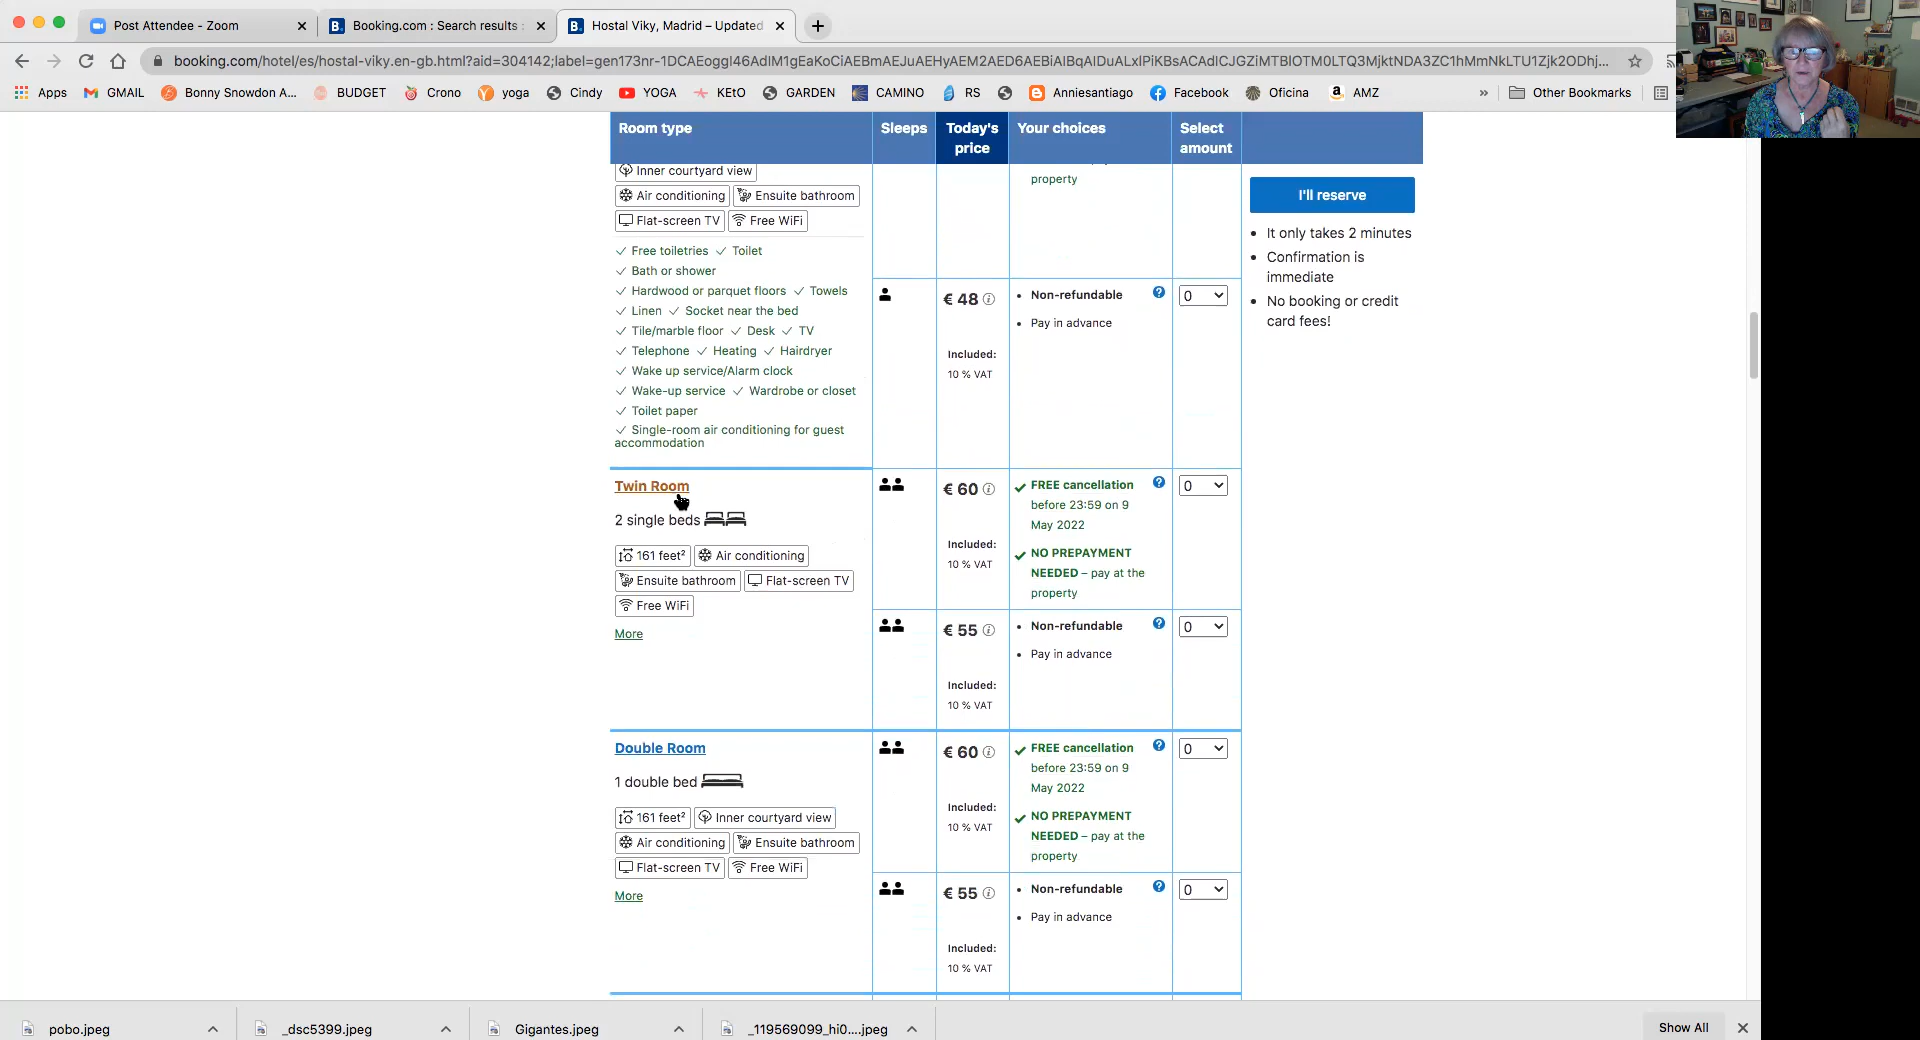 Post Attendee - Zoom
Booking.com : Search results :
Hostal Viky, Madrid – Updated
booking.com/hotel/es/hostal-viky.en-gb.html?aid=304142;label=gen173nr-1DCAEoggI46AdIM1gEaKoCiAEBmAEJuAEHyAEM2AED6AEBiAIBqAIDuALxIPiKBsACAdICJGZiMTBlOTM0LTQ3MjktNDA3ZC1hMmNkLTU1Zjk2ODhj...
Apps
GMAIL
Bonny Snowdon A...
BUDGET
Crono
yoga
Cindy
YOGA
KEtO
GARDEN
CAMINO
RS
Anniesantiago
Facebook
Oficina
AMZ
»
Other Bookmarks
Room type
Sleeps
Today's
price
Your choices
Select
amount
Inner courtyard view
Air conditioning
Ensuite bathroom
Flat-screen TV
Free WiFi
property
I'll reserve
• It only takes 2 minutes
• Confirmation is
immediate
• No booking or credit
card fees!
Free toiletries
Toilet
Bath or shower
Hardwood or parquet floors
Towels
Linen
Socket near the bed
Tile/marble floor
Desk
TV
Telephone
Heating
Hairdryer
Wake up service/Alarm clock
Wake-up service
Wardrobe or closet
Toilet paper
Single-room air conditioning for guest
accommodation
€ 48
Included:
10 % VAT
• Non-refundable
• Pay in advance
0
Twin Room
2 single beds
161 feet²
Air conditioning
Ensuite bathroom
Flat-screen TV
Free WiFi
More
€ 60
Included:
10 % VAT
FREE cancellation
before 23:59 on 9
May 2022
NO PREPAYMENT
NEEDED – pay at the
property
0
€ 55
Included:
10 % VAT
• Non-refundable
• Pay in advance
0
Double Room
1 double bed
161 feet²
Inner courtyard view
Air conditioning
Ensuite bathroom
Flat-screen TV
Free WiFi
More
€ 60
Included:
10 % VAT
FREE cancellation
before 23:59 on 9
May 2022
NO PREPAYMENT
NEEDED – pay at the
property
0
€ 55
Included:
10 % VAT
• Non-refundable
• Pay in advance
0
pobo.jpeg
_dsc5399.jpeg
Gigantes.jpeg
_119569099_hi0....jpeg
Show All